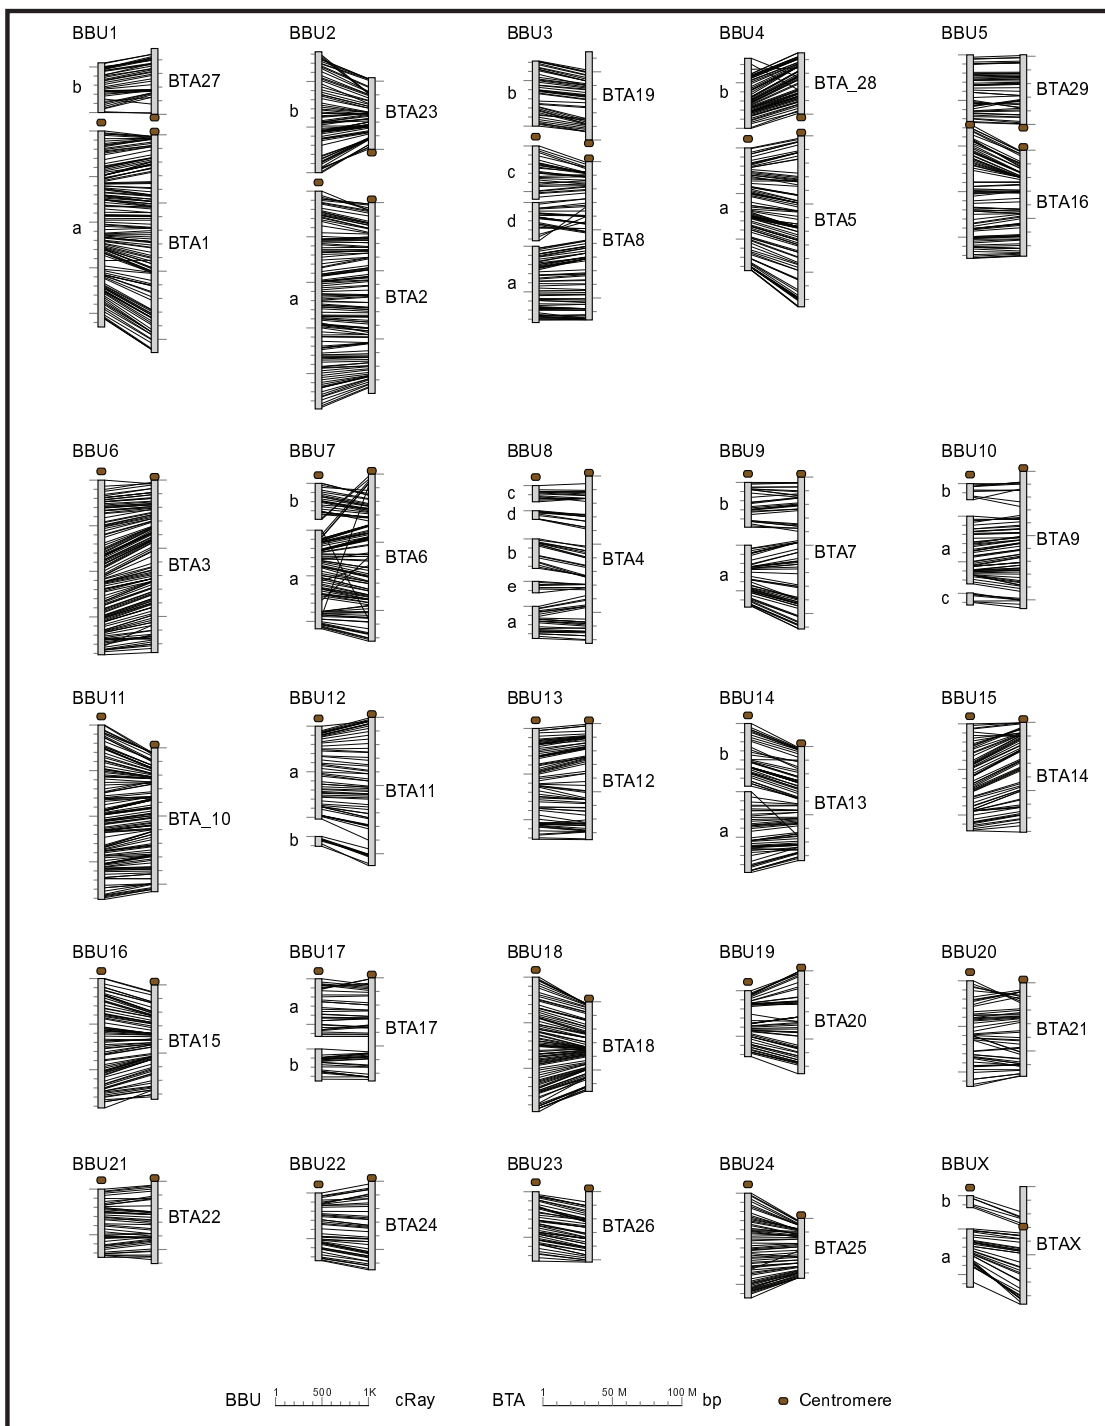 BBU1 BBU2 BBU3 BBU4 BBU5
b BTA27 b BTA23 b BTA19 b BTA_28 BTA29
a BTA1 a BTA2 c d a BTA8 a BTA5 BTA16
BBU6 BBU7 BBU8 BBU9 BBU10
BTA3 b a BTA6 c d b e a BTA4 b a BTA7 b a c BTA9
BBU11 BBU12 BBU13 BBU14 BBU15
BTA_10 a b BTA11 BTA12 b a BTA13 BTA14
BBU16 BBU17 BBU18 BBU19 BBU20
BTA15 a b BTA17 BTA18 BTA20 BTA21
BBU21 BBU22 BBU23 BBU24 BBUX
BTA22 BTA24 BTA26 BTA25 b a BTAX
BBU 1 500 1K cRay BTA 1 50 M 100 M bp Centromere